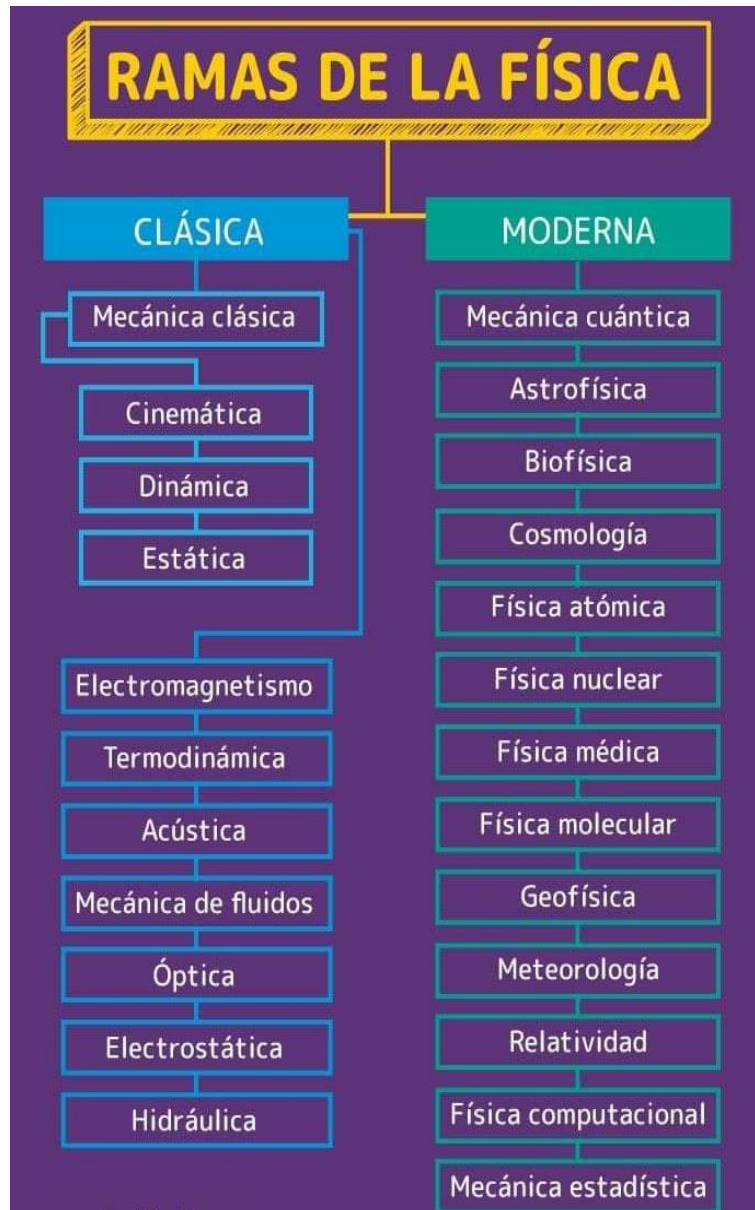 RAMAS DE LA FÍSICA
CLÁSICA
Mecánica clásica
Cinemática
Dinámica
Estática
Electromagnetismo
Termodinámica
Acústica
Mecánica de fluidos
Óptica
Electrostática
Hidráulica
MODERNA
Mecánica cuántica
Astrofísica
Biofísica
Cosmología
Física atómica
Física nuclear
Física médica
Física molecular
Geofísica
Meteorología
Relatividad
Física computacional
Mecánica estadística